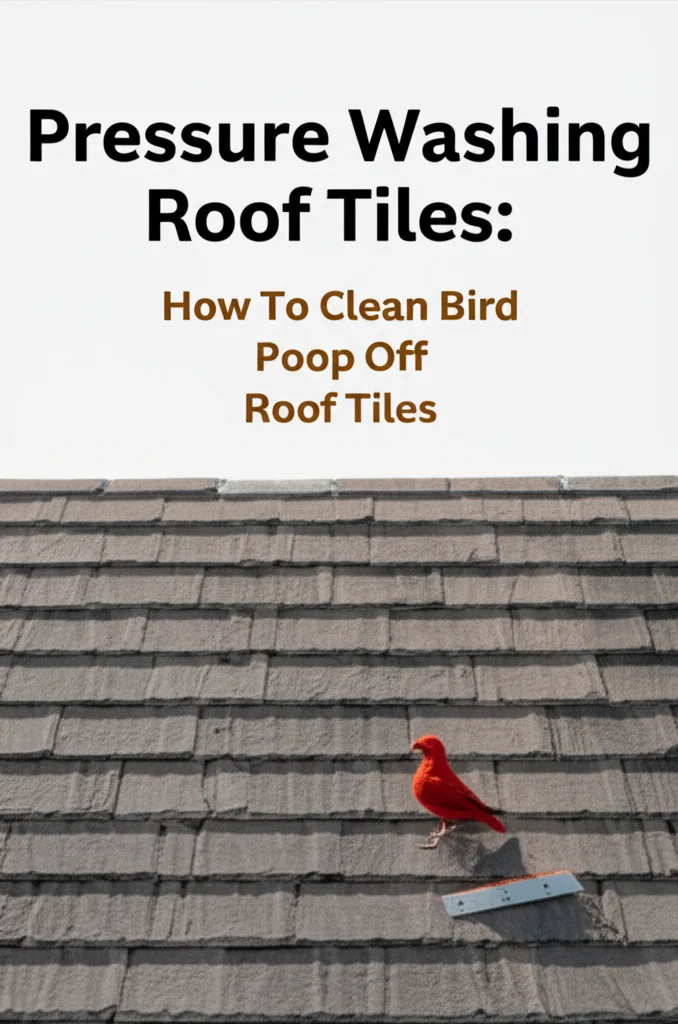 Pressure Washing
Roof Tiles:
How To Clean Bird
Poop Off
Roof Tiles